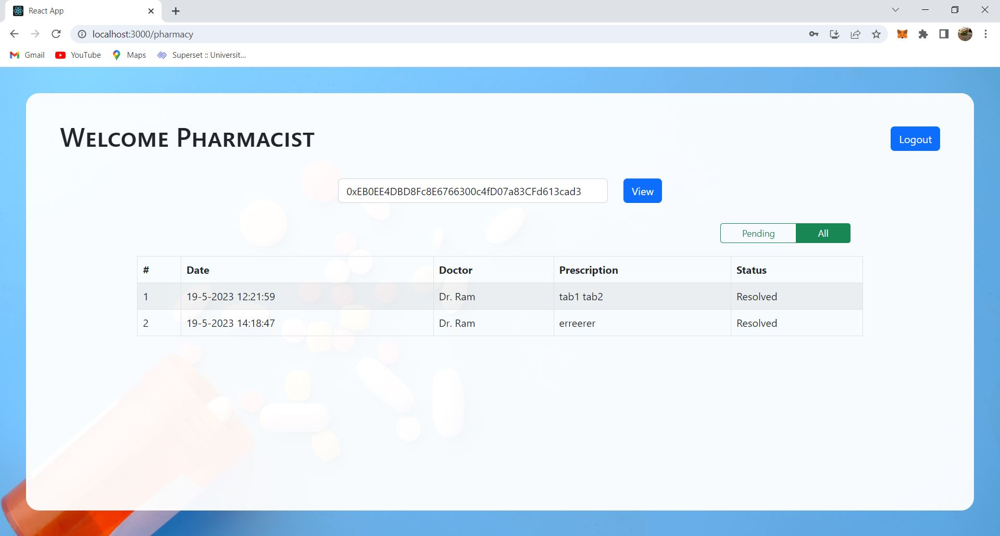 React App
localhost:3000/pharmacy
Gmail YouTube Maps Superset :: Universit...
Welcome Pharmacist
Logout
0xEB0EE4DBD8Fc8E6766300c4fD07a83CFd613cad3 View
Pending All
# Date Doctor Prescription Status
1 19-5-2023 12:21:59 Dr. Ram tab1 tab2 Resolved
2 19-5-2023 14:18:47 Dr. Ram erreerer Resolved